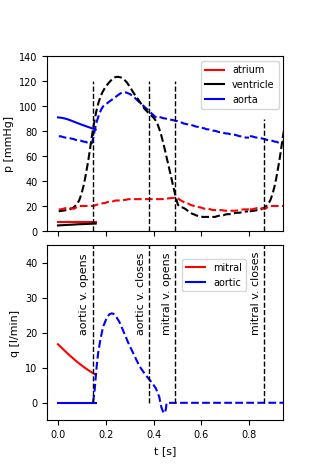 140
120
100
80
60
40
20
0
p [mmHg]
atrium
ventricle
aorta
40
30
20
10
0
q [l/min]
aortic v. opens
aortic v. closes
mitral v. opens
mitral v. closes
mitral
aortic
0.0 0.2 0.4 0.6 0.8
t [s]